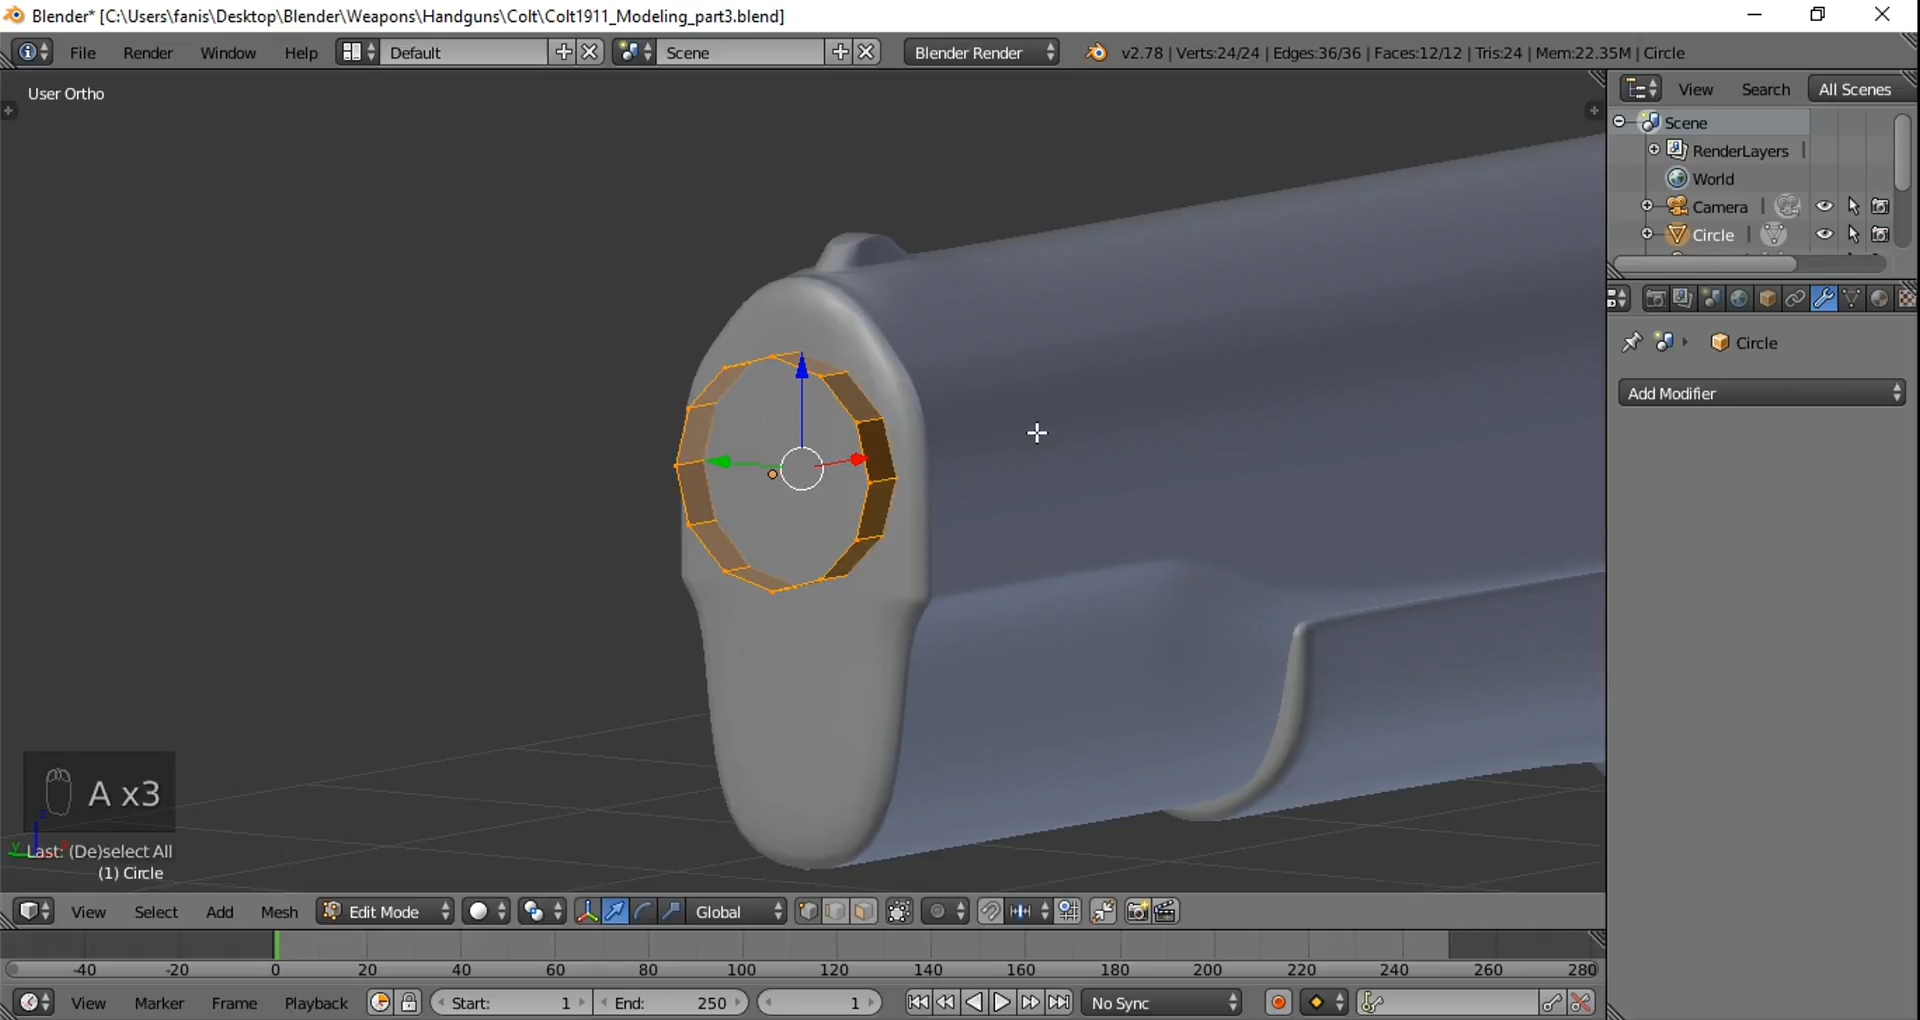 Blender* [C:\Users\fanis\Desktop\Blender\Weapons\Handguns\Colt\Colt1911_Modeling_part3.blend]
File Render Window Help Default Scene Blender Render v2.78 | Verts:24/24 | Edges:36/36 | Faces:12/12 | Tris:24 | Mem:22.35M | Circle
User Ortho
View Search All Scenes
Scene
RenderLayers
World
Camera
Circle
Circle
Add Modifier
A x3
Last: (De)select All
(1) Circle
View Select Add Mesh Edit Mode Global
-40 -20 0 20 40 60 80 100 120 140 160 180 200 220 240 260 280
View Marker Frame Playback Start: 1 End: 250 1 No Sync